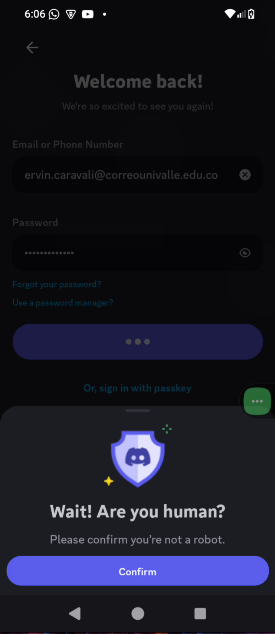 6:06
Welcome back!
We're so excited to see you again!
Email or Phone Number
ervin.caravali@correounivalle.edu.co
Password
•••••••••••••
Forgot your password?
Use a password manager?
Or, sign in with passkey
Wait! Are you human?
Please confirm you're not a robot.
Confirm